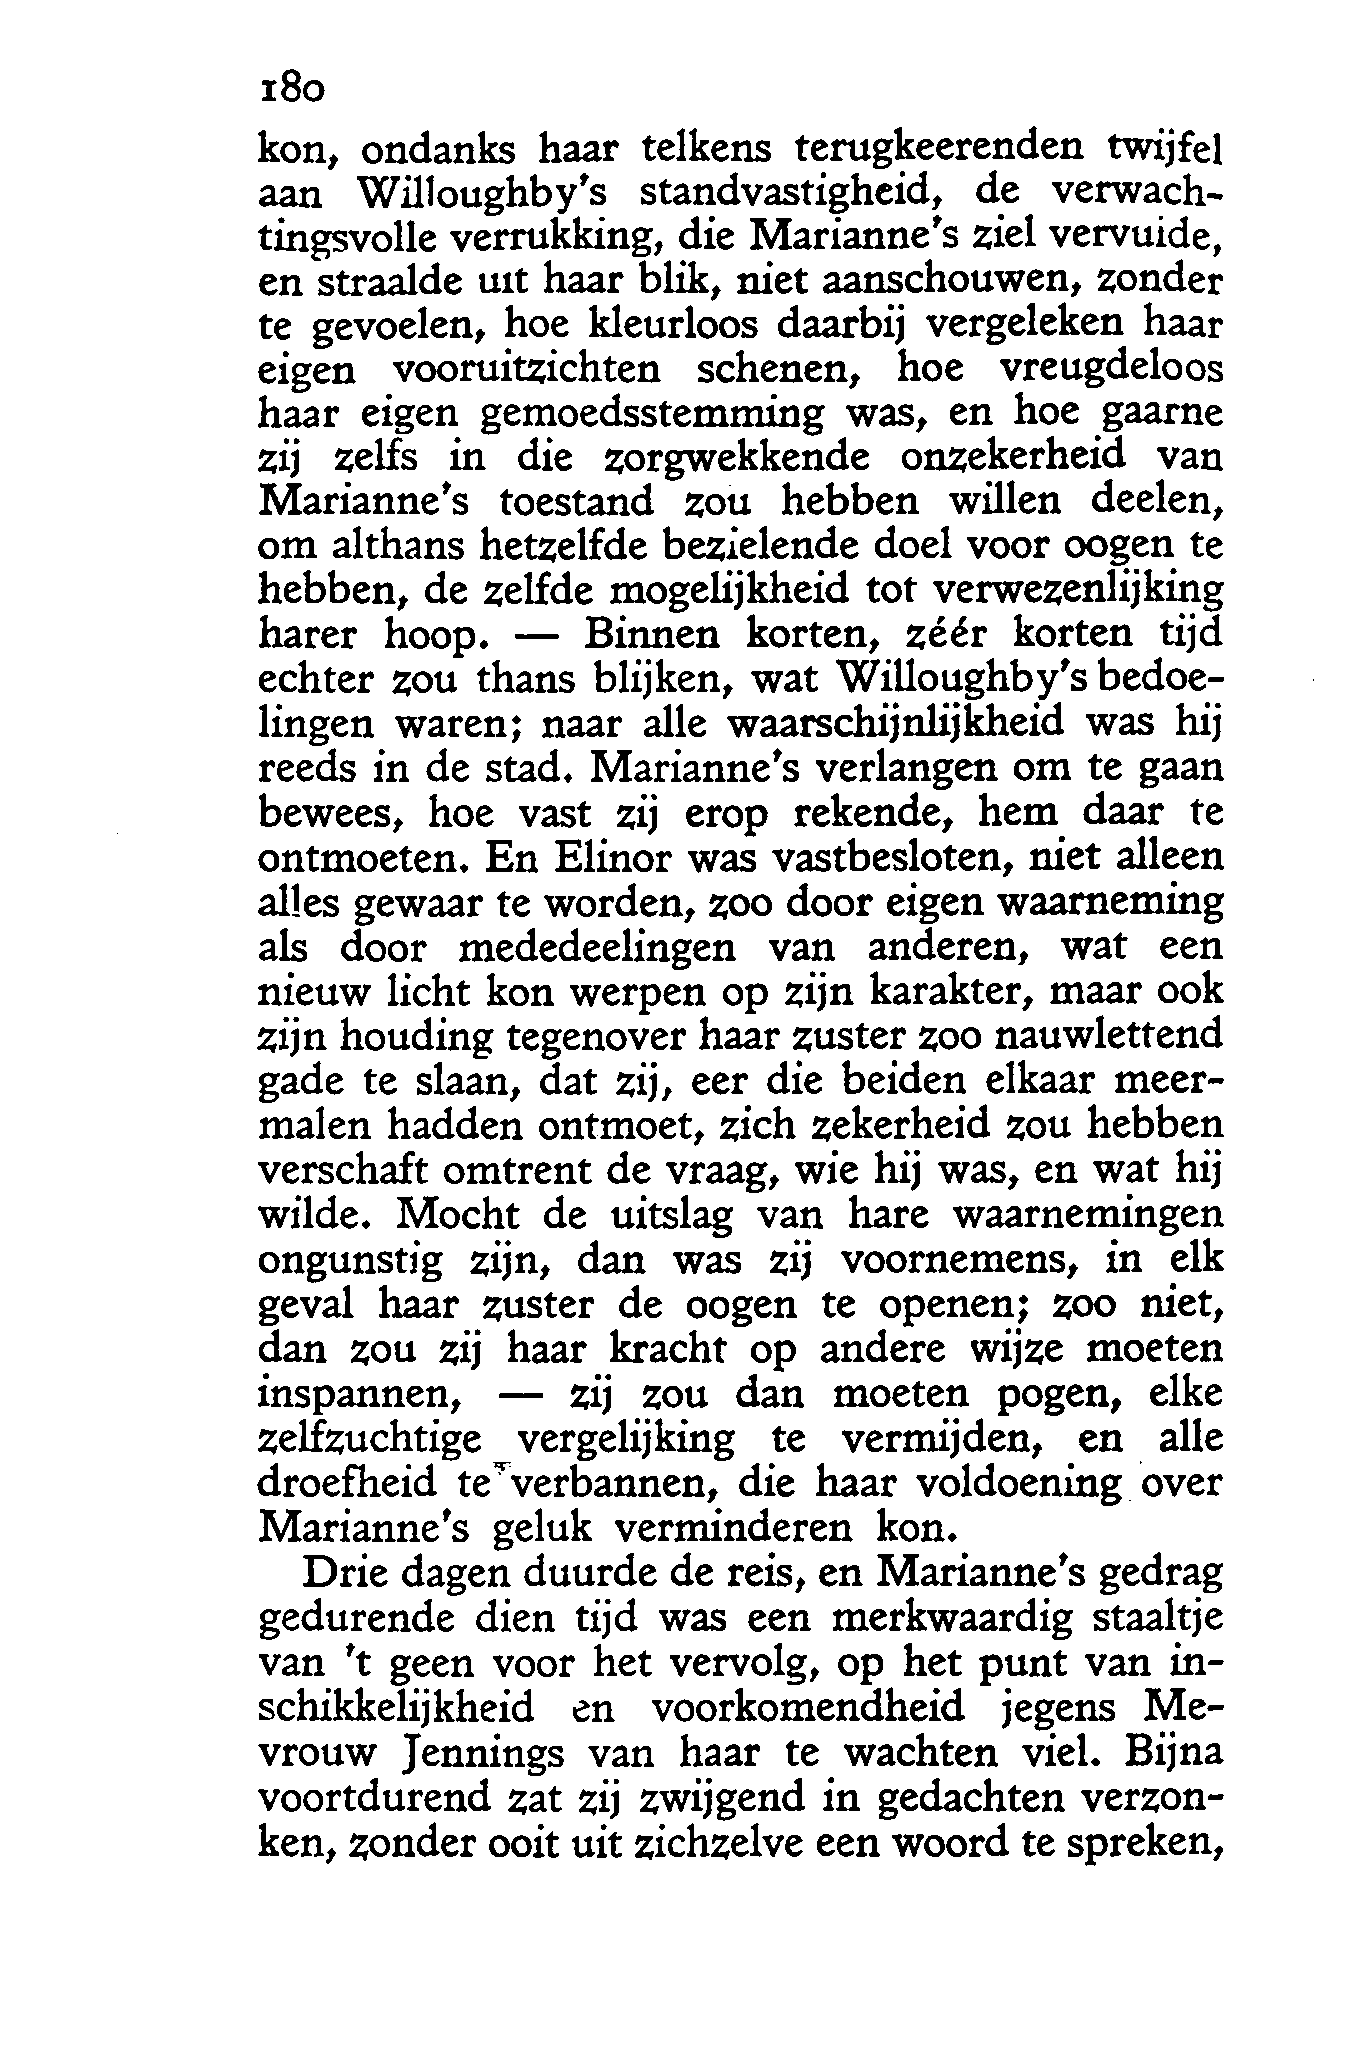 180
kon, ondanks haar telkens terugkeerenden twijfel
aan Willoughby's standvastigheid, de verwach-
tingsvolle verrukking, die Marianne's ziel vervulde,
en straalde uit haar blik, niet aanschouwen, zonder
te gevoelen, hoe kleurloos daarbij vergeleken haar
eigen vooruitzichten schenen, hoe vreugdeloos
haar eigen gemoedsstemming was, en hoe gaarne
zij zelfs in die zorgwekkende onzekerheid van
Marianne's toestand zou hebben willen deelen,
om althans hetzelfde bezielende doel voor oogen te
hebben, de zelfde mogelijkheid tot verwezenlijking
harer hoop. — Binnen korten, zéér korten tijd
echter zou thans blijken, wat Willoughby's bedoe-
lingen waren; naar alle waarschijnlijkheid was hij
reeds in de stad. Marianne's verlangen om te gaan
bewees, hoe vast zij erop rekende, hem daar te
ontmoeten. En Elinor was vastbesloten, niet alleen
alles gewaar te worden, zoo door eigen waarneming
als door mededeelingen van anderen, wat een
nieuw licht kon werpen op zijn karakter, maar ook
zijn houding tegenover haar zuster zoo nauwlettend
gade te slaan, dat zij, eer die beiden elkaar meer-
malen hadden ontmoet, zich zekerheid zou hebben
verschaft omtrent de vraag, wie hij was, en wat hij
wilde. Mocht de uitslag van hare waarnemingen
ongunstig zijn, dan was zij voornemens, in elk
geval haar zuster de oogen te openen; zoo niet,
dan zou zij haar kracht op andere wijze moeten
inspannen, — zij zou dan moeten pogen, elke
zelfzuchtige vergelijking te vermijden, en alle
droefheid te verbannen, die haar voldoening over
Marianne's geluk verminderen kon.
Drie dagen duurde de reis, en Marianne's gedrag
gedurende dien tijd was een merkwaardig staaltje
van 't geen voor het vervolg, op het punt van in-
schikkelijkheid en voorkomendheid jegens Me-
vrouw Jennings van haar te wachten viel. Bijna
voortdurend zat zij zwijgend in gedachten verzon-
ken, zonder ooit uit zichzelve een woord te spreken,